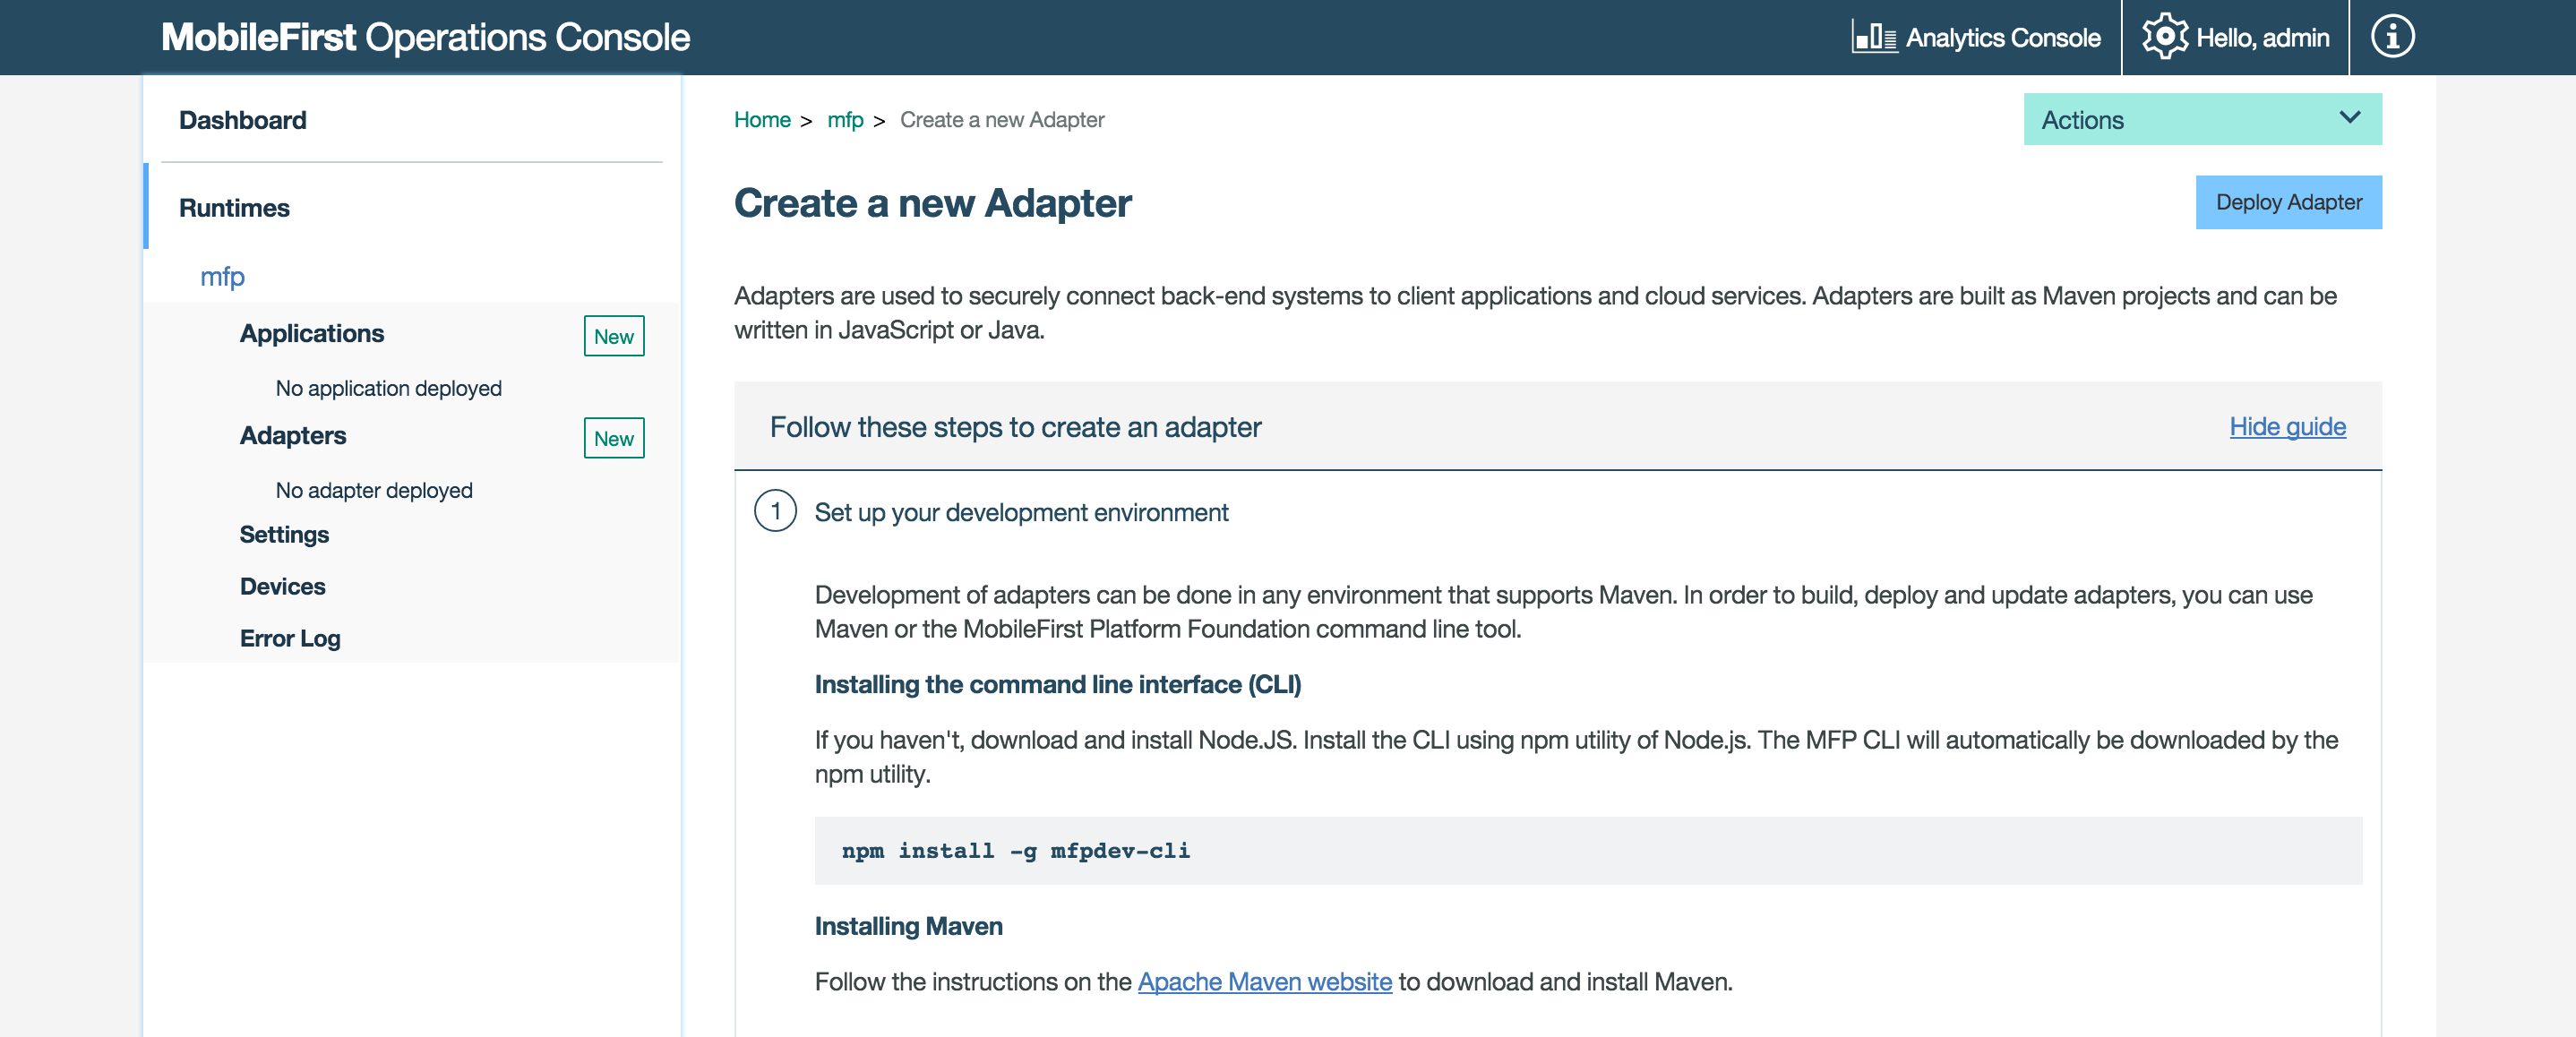 MobileFirst Operations Console
Analytics Console
Hello, admin
Dashboard
Runtimes
mfp
Applications
New
No application deployed
Adapters
New
No adapter deployed
Settings
Devices
Error Log
Home > mfp > Create a new Adapter
Actions
Create a new Adapter
Deploy Adapter
Adapters are used to securely connect back-end systems to client applications and cloud services. Adapters are built as Maven projects and can be
written in JavaScript or Java.
Follow these steps to create an adapter
Hide guide
1 Set up your development environment
Development of adapters can be done in any environment that supports Maven. In order to build, deploy and update adapters, you can use
Maven or the MobileFirst Platform Foundation command line tool.
Installing the command line interface (CLI)
If you haven't, download and install Node.JS. Install the CLI using npm utility of Node.js. The MFP CLI will automatically be downloaded by the
npm utility.
npm install -g mfpdev-cli
Installing Maven
Follow the instructions on the Apache Maven website to download and install Maven.